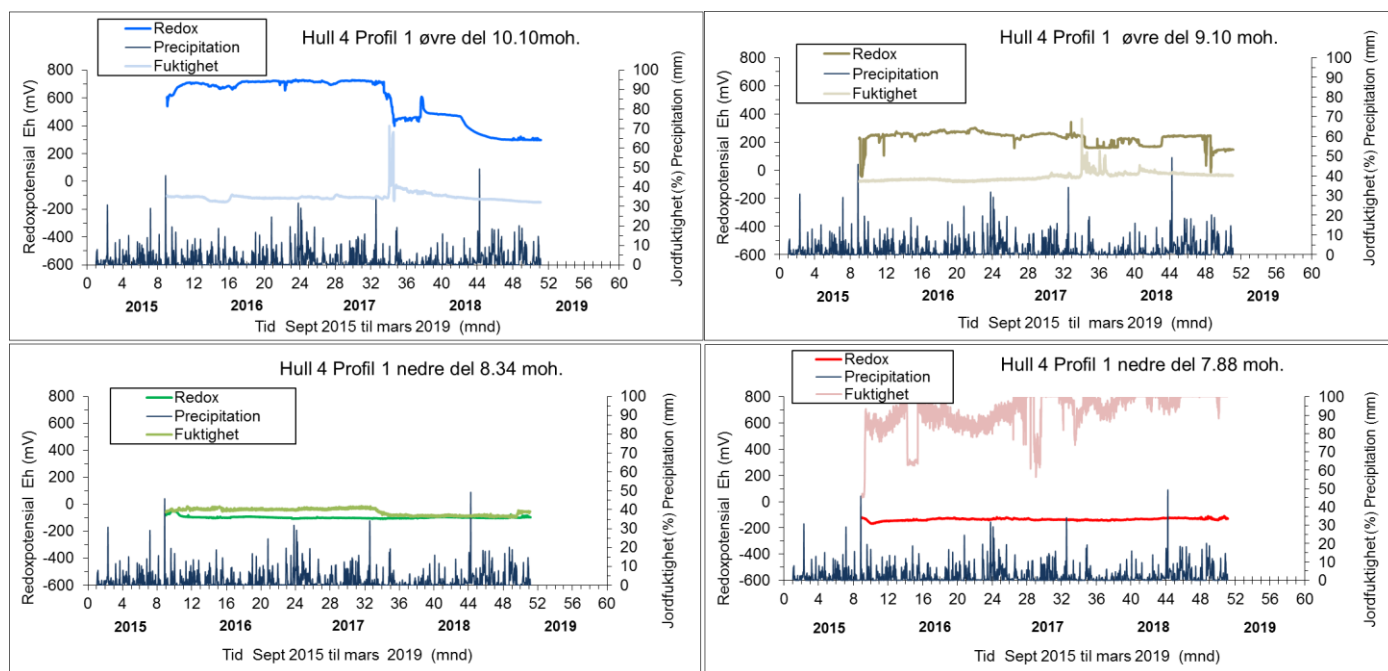 Redox
Precipitation
Fuktighet
Hull 4 Profil 1 øvre del 10.10moh.
Redoxpotensial Eh (mV)
800
600
400
200
0
-200
-400
-600
100
90
80
70
60
50
40
30
20
10
0
Jordfuktighet (%) Precipitation (mm)
0 4 8 12 16 20 24 28 32 36 40 44 48 52 56 60
2015 2016 2017 2018 2019
Tid Sept 2015 til mars 2019 (mnd)
Redox
Precipitation
Fuktighet
Hull 4 Profil 1 øvre del 9.10 moh.
Redoxpotensial Eh (mV)
800
600
400
200
0
-200
-400
-600
100
90
80
70
60
50
40
30
20
10
0
Jordfuktighet (%) Precipitation (mm)
0 4 8 12 16 20 24 28 32 36 40 44 48 52 56 60
2015 2016 2017 2018 2019
Tid Sept 2015 til mars 2019 (mnd)
Redox
Precipitation
Fuktighet
Hull 4 Profil 1 nedre del 8.34 moh.
Redoxpotensial Eh (mV)
800
600
400
200
0
-200
-400
-600
100
90
80
70
60
50
40
30
20
10
0
Jordfuktighet (%) Precipitation (mm)
0 4 8 12 16 20 24 28 32 36 40 44 48 52 56 60
2015 2016 2017 2018 2019
Tid Sept 2015 til mars 2019 (mnd)
Redox
Precipitation
Fuktighet
Hull 4 Profil 1 nedre del 7.88 moh.
Redoxpotensial Eh (mV)
800
600
400
200
0
-200
-400
-600
100
90
80
70
60
50
40
30
20
10
0
Jordfuktighet (%) Precipitation (mm)
0 4 8 12 16 20 24 28 32 36 40 44 48 52 56 60
2015 2016 2017 2018 2019
Tid Sept 2015 til mars 2019 (mnd)